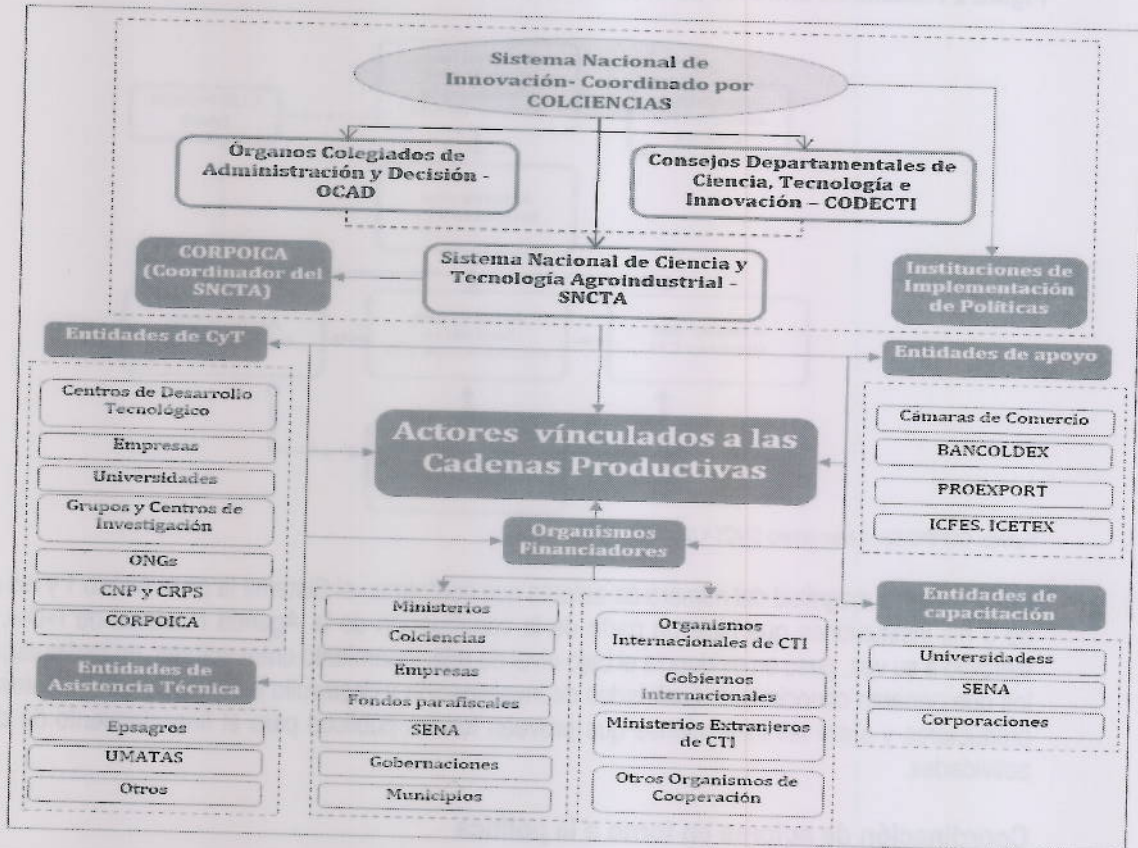 Sistema Nacional de
Innovación- Coordinado por
COLCIENCIAS
Órganos Colegiados de
Administración y Decisión -
OCAD
Consejos Departamentales de
Ciencia, Tecnología e
Innovación – CODECTI
CORPOICA
(Coordinador del
SNCTA)
Sistema Nacional de Ciencia y
Tecnología Agroindustrial -
SNCTA
Instituciones de
Implementación
de Políticas
Entidades de CyT
Centros de Desarrollo
Tecnológico
Empresas
Universidades
Grupos y Centros de
Investigación
ONGs
CNP y CRPS
CORPOICA
Entidades de apoyo
Cámaras de Comercio
BANCOLDEX
PROEXPORT
ICFES, ICETEX
Actores vínculados a las
Cadenas Productivas
Organismos
Financiadores
Ministerios
Colciencias
Empresas
Fondos parafiscales
SENA
Gobernaciones
Municipios
Organismos
Internacionales de CTI
Gobiernos
internacionales
Ministerios Extranjeros
de CTI
Otros Organismos de
Cooperación
Entidades de
capacitación
Universidadess
SENA
Corporaciones
Entidades de
Asistencia Técnica
Epsagros
UMATAS
Otros